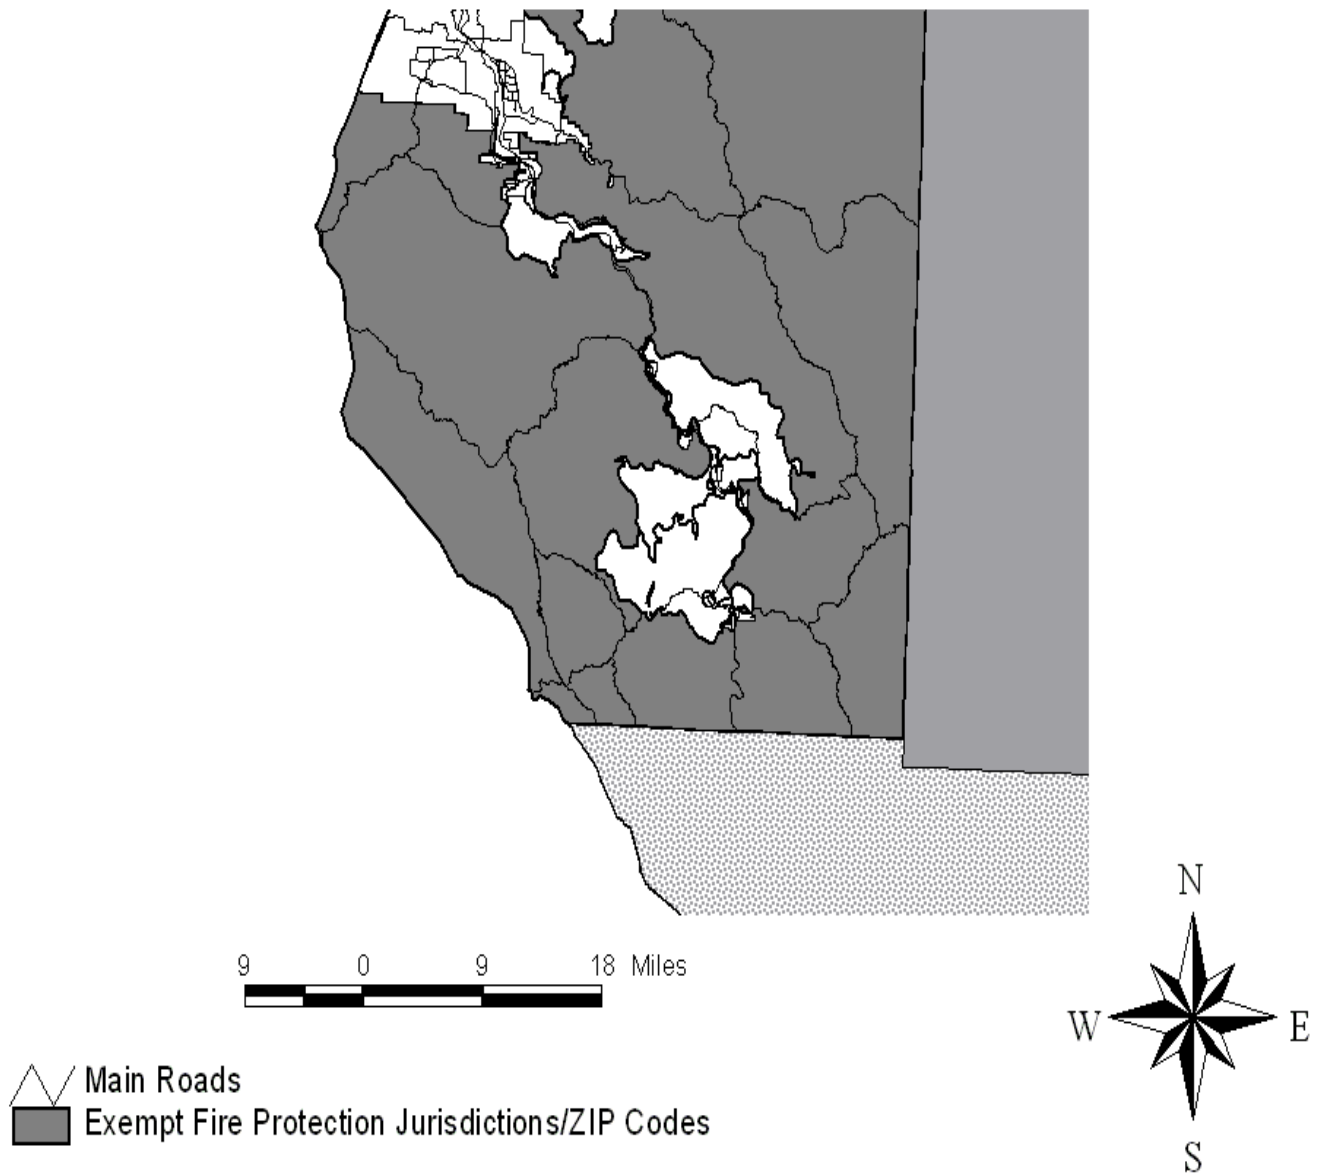 N
9 0 9 18 Miles
W E
S
Main Roads
Exempt Fire Protection Jurisdictions/ZIP Codes